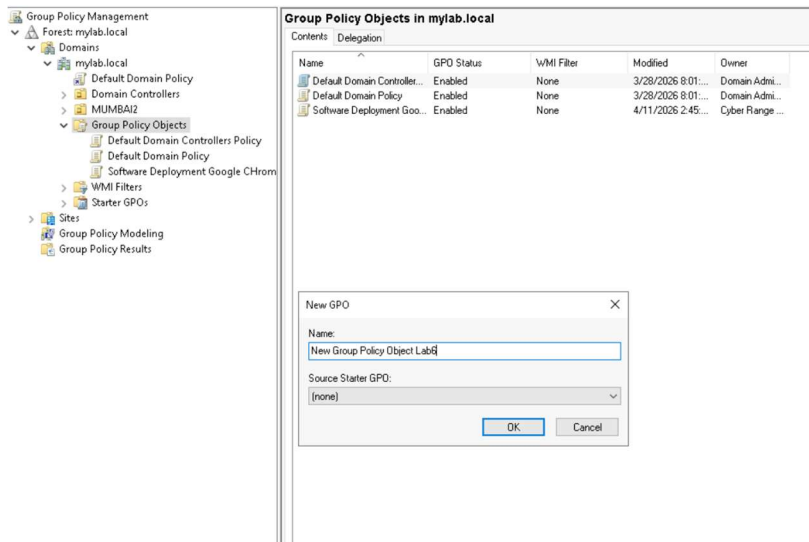 Group Policy Management
Forest: mylab.local
Domains
mylab.local
Default Domain Policy
Domain Controllers
MUMBAI2
Group Policy Objects
Default Domain Controllers Policy
Default Domain Policy
Software Deployment Google CHrom
WMI Filters
Starter GPOs
Sites
Group Policy Modeling
Group Policy Results
Group Policy Objects in mylab.local
Contents Delegation
Name GPO Status WMI Filter Modified Owner
Default Domain Controller... Enabled None 3/28/2026 8:01:... Domain Admi...
Default Domain Policy Enabled None 3/28/2026 8:01:... Domain Admi...
Software Deployment Goo... Enabled None 4/11/2026 2:45:... Cyber Range ...
New GPO
Name:
New Group Policy Object Lab6
Source Starter GPO:
(none)
OK Cancel